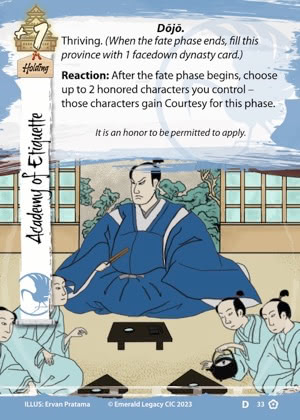 Dōjō.
+1
Thriving. (When the fate phase ends, fill this
province with 1 facedown dynasty card.)
Holding
Reaction: After the fate phase begins, choose
up to 2 honored characters you control –
those characters gain Courtesy for this phase.
It is an honor to be permitted to apply.
Academy of Etiquette
ILLUS: Ervan Pratama © Emerald Legacy CIC 2023 D 33